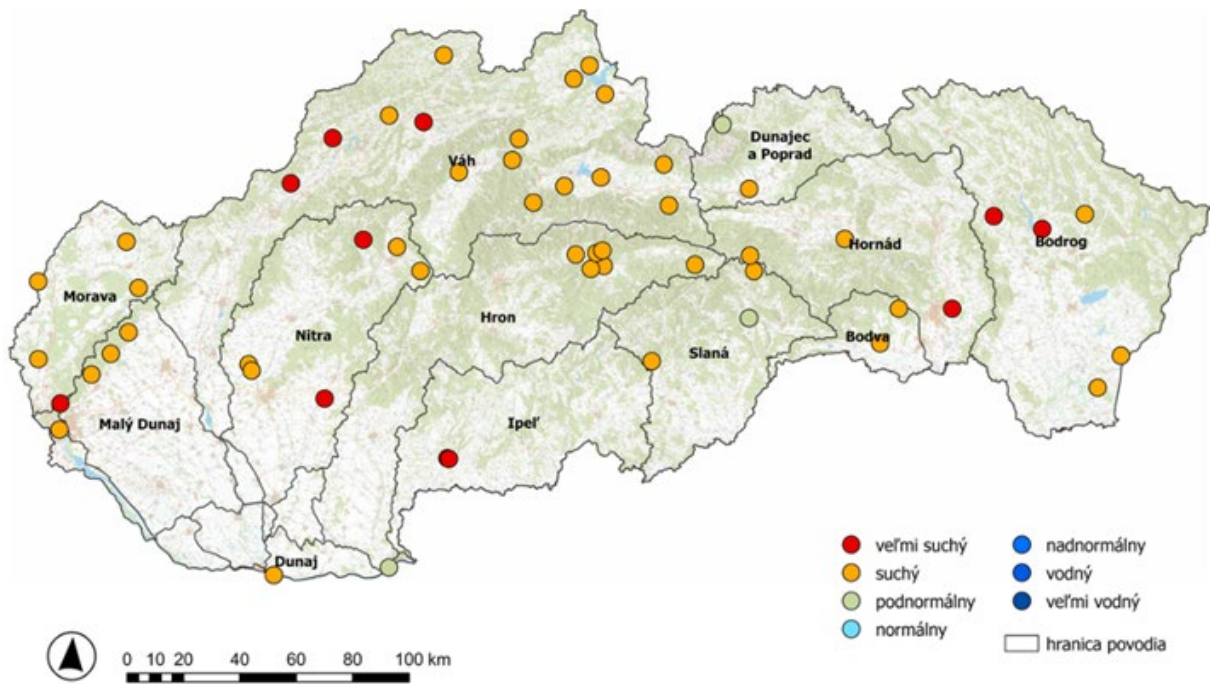 Dunajec
a Poprad
Váh
Hornád
Bodrog
Morava
Nitra
Hron
Slaná
Bodva
Malý Dunaj
Ipeľ
Dunaj
veľmi suchý
suchý
podnormálny
normálny
nadnormálny
vodný
veľmi vodný
hranica povodia
0 10 20 40 60 80 100 km